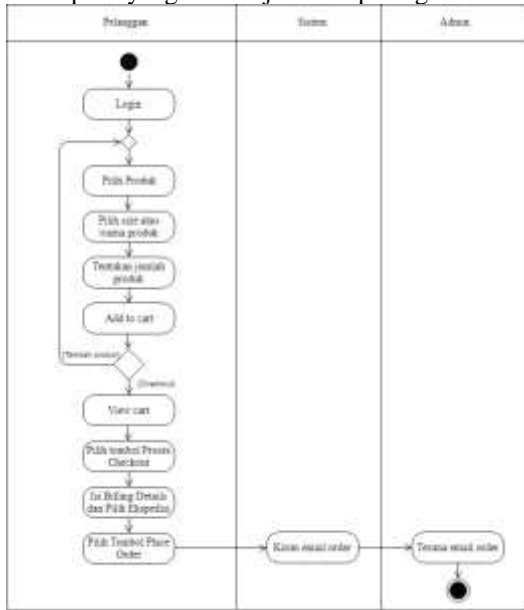 Pelanggan
Sistem
Admin
Login
Pilih Produk
Pilih size atau
warna produk
Tentukan jumlah
produk
Add to cart
View cart
Pilih tombol Proses
Checkout
Isi Billing Details
dan Pilih Ekspedisi
Pilih Tombol Place
Order
Kirim email order
Terima email order